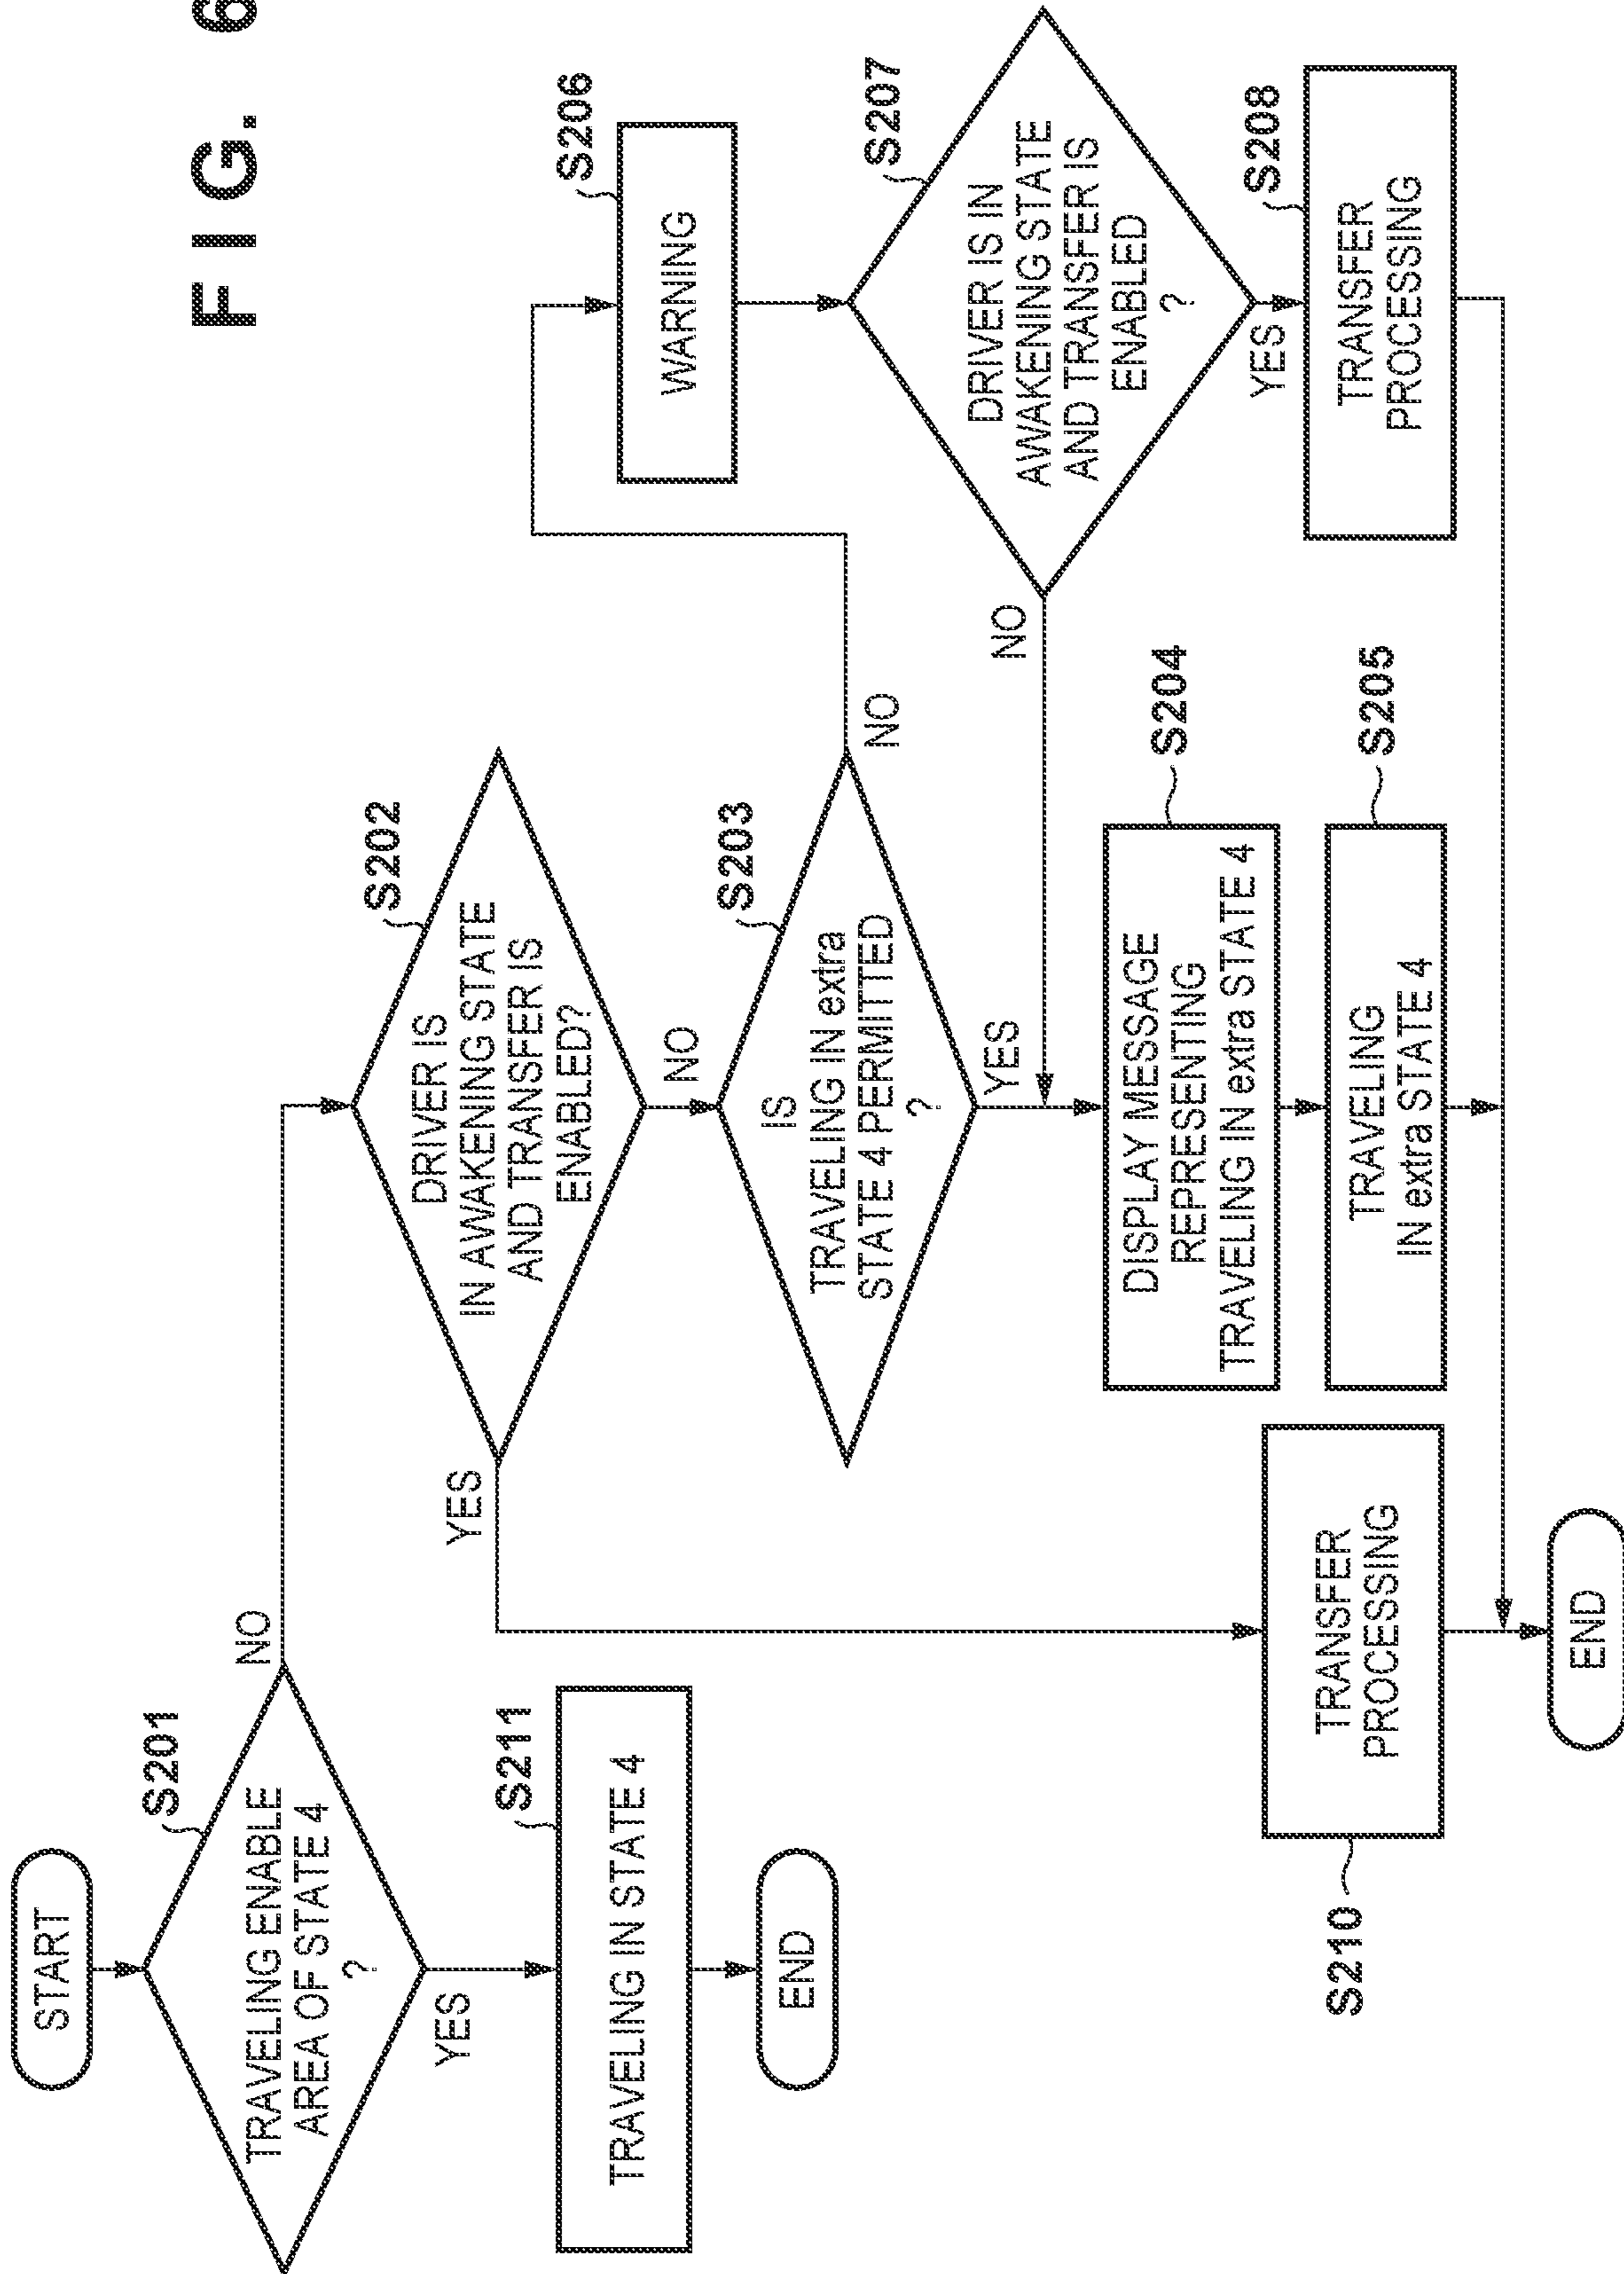 FIG. 6
START
S201
TRAVELING ENABLE
AREA OF STATE 4
?
NO
YES
S211
TRAVELING IN STATE 4
END
S202
DRIVER IS
IN AWAKENING STATE
AND TRANSFER IS
ENABLED?
YES
NO
S203
IS
TRAVELING IN extra
STATE 4 PERMITTED
?
NO
YES
S206
WARNING
S207
DRIVER IS IN
AWAKENING STATE
AND TRANSFER IS
ENABLED
?
NO
YES
S204
DISPLAY MESSAGE
REPRESENTING
TRAVELING IN extra STATE 4
S205
TRAVELING
IN extra STATE 4
S208
TRANSFER
PROCESSING
S210
TRANSFER
PROCESSING
END